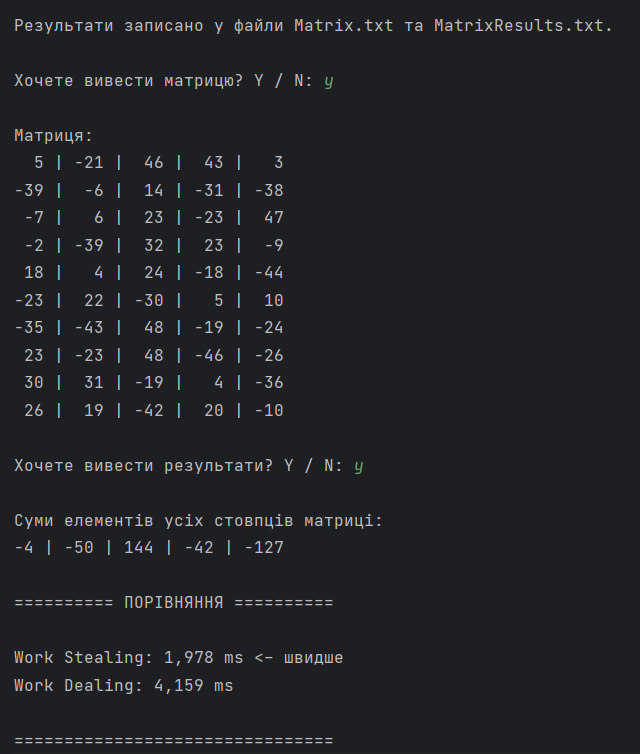 Результати записано у файли Matrix.txt та MatrixResults.txt.
Хочете вивести матрицю? Y / N: y
Матриця:
  5 | -21 |  46 |  43 |   3
-39 |  -6 |  14 | -31 | -38
 -7 |   6 |  23 | -23 |  47
 -2 | -39 |  32 |  23 |  -9
 18 |   4 |  24 | -18 | -44
-23 |  22 | -30 |   5 |  10
-35 | -43 |  48 | -19 | -24
 23 | -23 |  48 | -46 | -26
 30 |  31 | -19 |   4 | -36
 26 |  19 | -42 |  20 | -10
Хочете вивести результати? Y / N: y
Суми елементів усіх стовпців матриці:
-4 | -50 | 144 | -42 | -127
========== ПОРІВНЯННЯ ==========
Work Stealing: 1,978 ms <- швидше
Work Dealing: 4,159 ms
================================